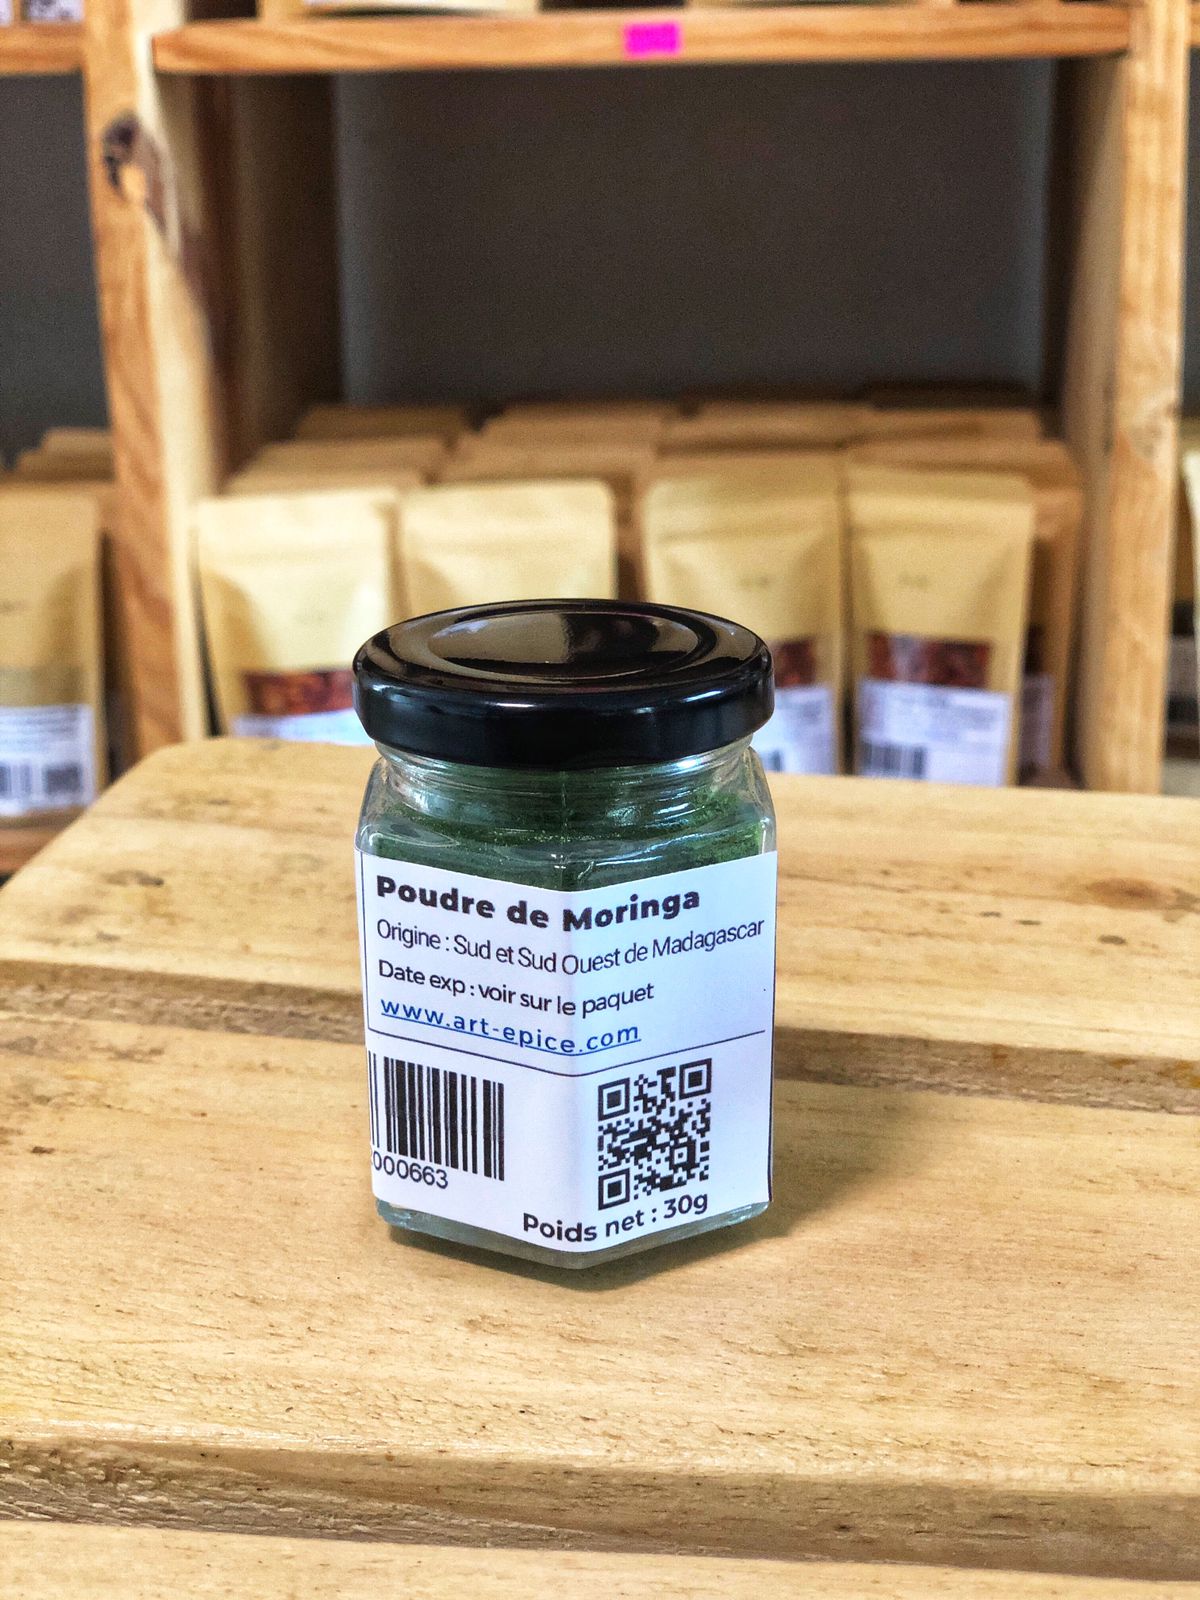 Poudre de Moringa
Origine : Sud et Sud Ouest de Madagascar
Date exp : voir sur le paquet
www.art-epice.com
000663
Poids net : 30g